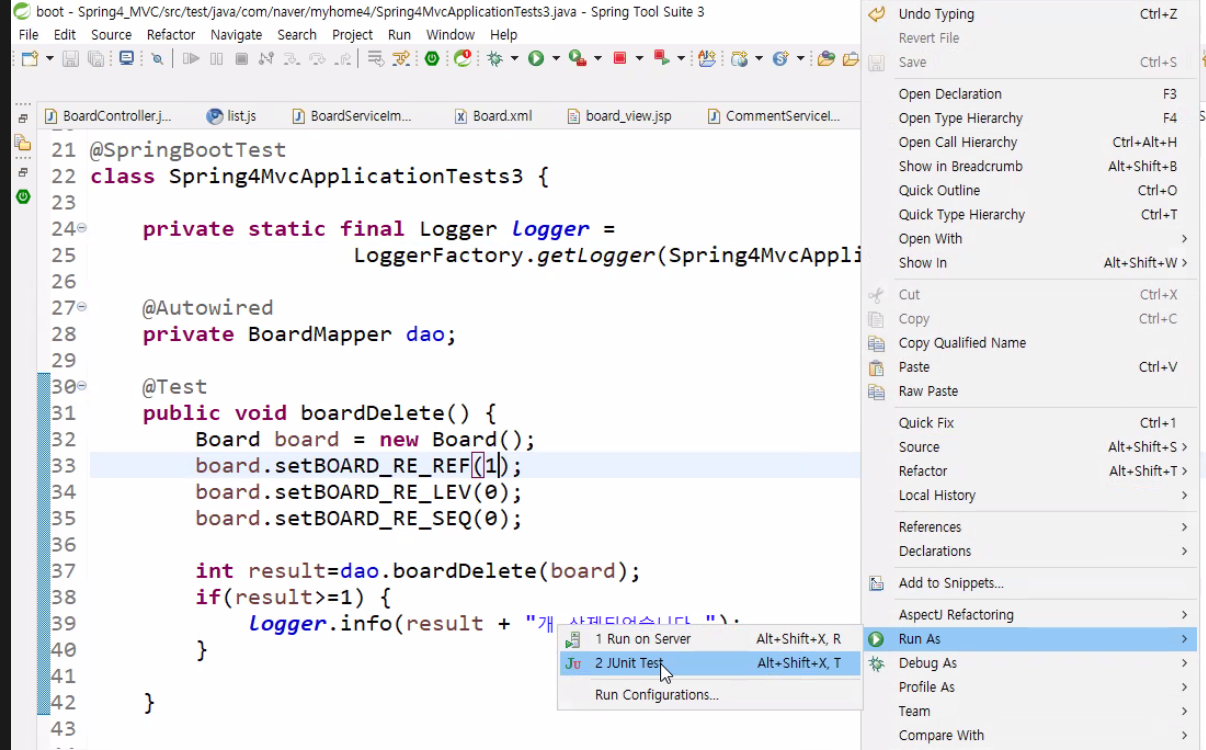 boot - Spring4_MVC/src/test/java/com/naver/myhome4/Spring4MvcApplicationTests3.java - Spring Tool Suite 3
File Edit Source Refactor Navigate Search Project Run Window Help
BoardController.j... list.js BoardServiceIm... Board.xml board_view.jsp CommentServiceI...
21 @SpringBootTest
22 class Spring4MvcApplicationTests3 {
23
24 private static final Logger logger =
25 LoggerFactory.getLogger(Spring4MvcAppli
26
27 @Autowired
28 private BoardMapper dao;
29
30 @Test
31 public void boardDelete() {
32 Board board = new Board();
33 board.setBOARD_RE_REF(1);
34 board.setBOARD_RE_LEV(0);
35 board.setBOARD_RE_SEQ(0);
36
37 int result=dao.boardDelete(board);
38 if(result>=1) {
39 logger.info(result + "개 삭제되었습니다.");
40 }
41
42 }
43
1 Run on Server Alt+Shift+X, R
Ju 2 JUnit Test Alt+Shift+X, T
Run Configurations...
Undo Typing Ctrl+Z
Revert File
Save Ctrl+S
Open Declaration F3
Open Type Hierarchy F4
Open Call Hierarchy Ctrl+Alt+H
Show in Breadcrumb Alt+Shift+B
Quick Outline Ctrl+O
Quick Type Hierarchy Ctrl+T
Open With >
Show In Alt+Shift+W >
Cut Ctrl+X
Copy Ctrl+C
Copy Qualified Name
Paste Ctrl+V
Raw Paste
Quick Fix Ctrl+1
Source Alt+Shift+S >
Refactor Alt+Shift+T >
Local History >
References >
Declarations >
Add to Snippets...
AspectJ Refactoring >
Run As >
Debug As >
Profile As >
Team >
Compare With >